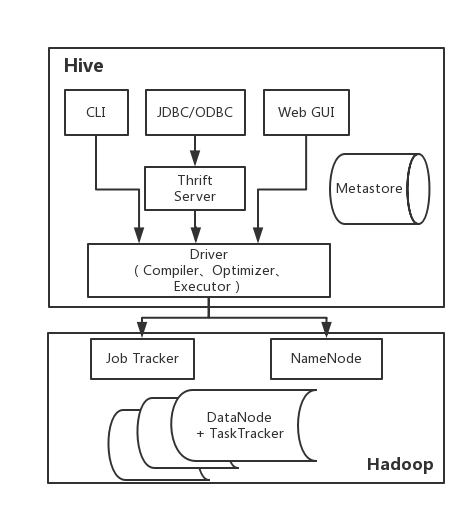 Hive
CLI
JDBC/ODBC
Web GUI
Thrift
Server
Metastore
Driver
( Compiler、Optimizer、
Executor )
Job Tracker
NameNode
DataNode
+ TaskTracker
Hadoop